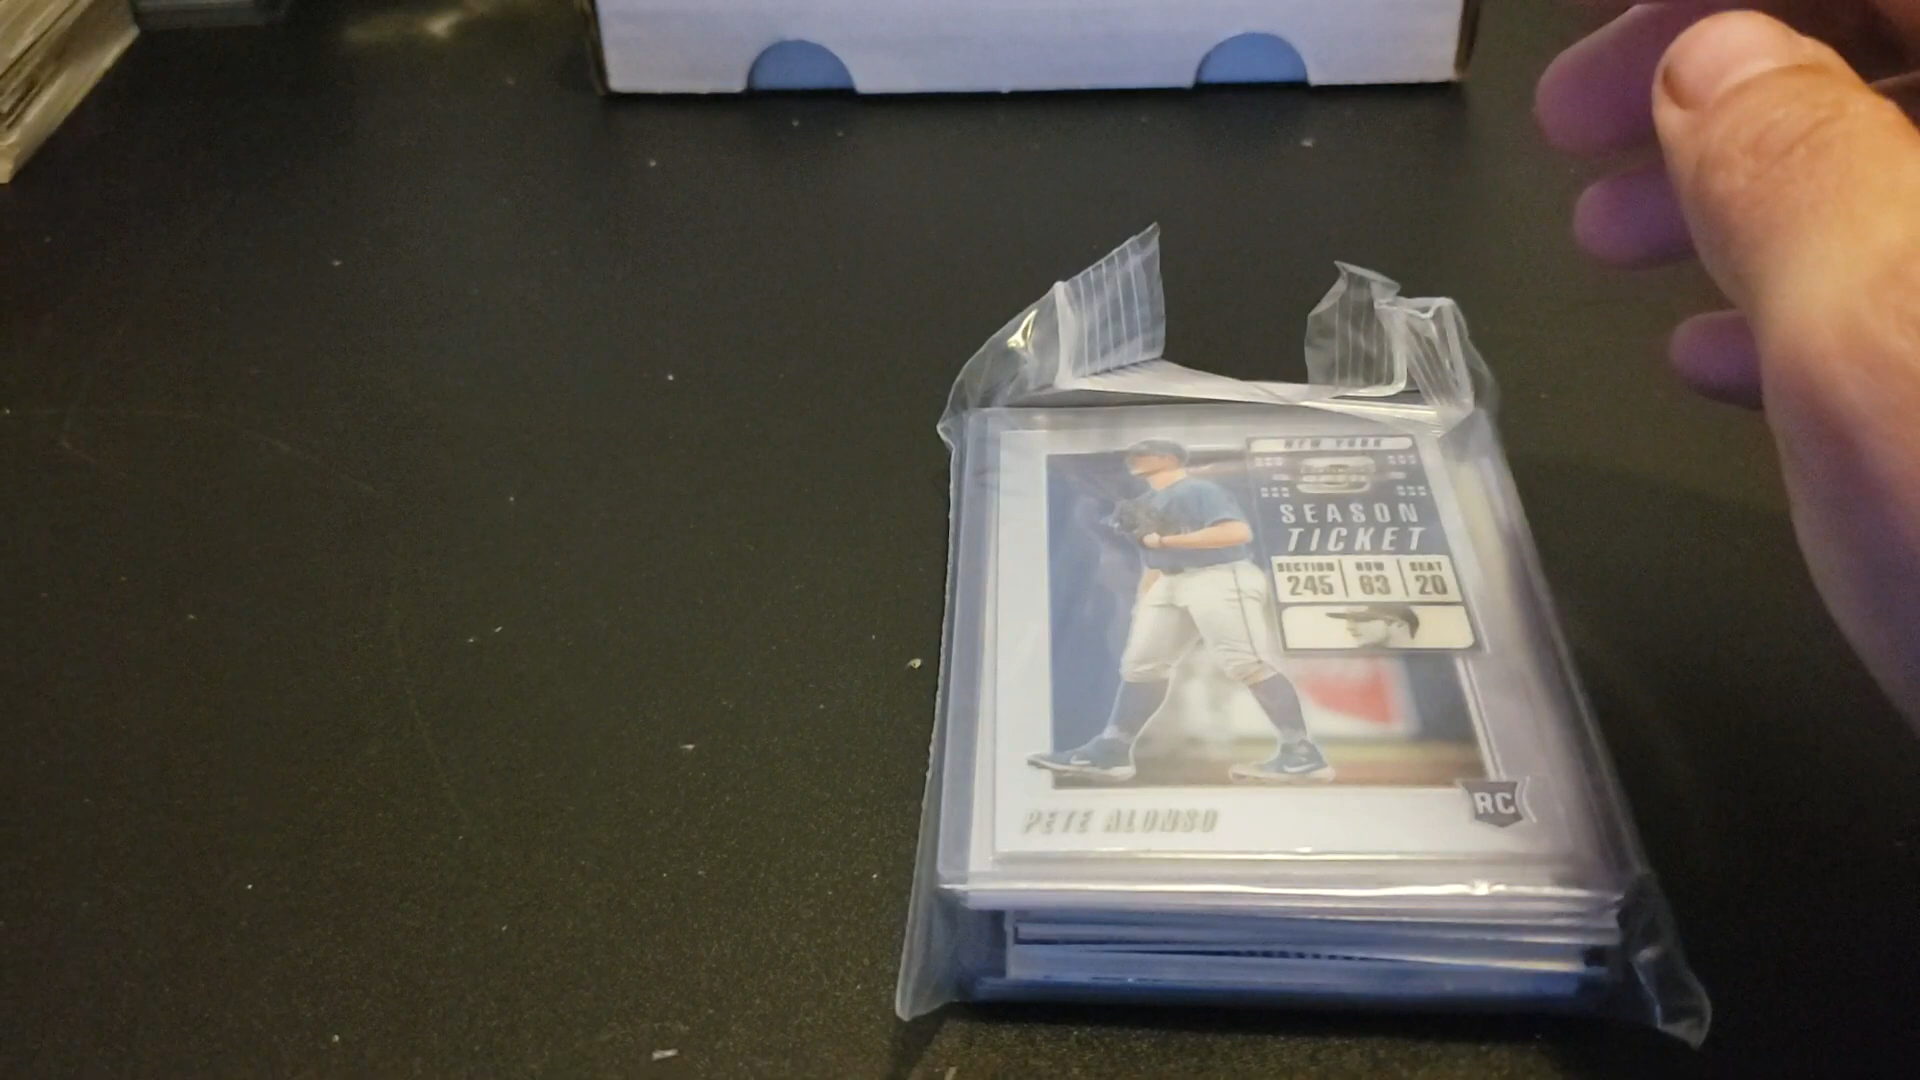 NEW YORK
SEASON
TICKET
SECTION ROW SEAT
245 63 20
RC
PETE ALONSO